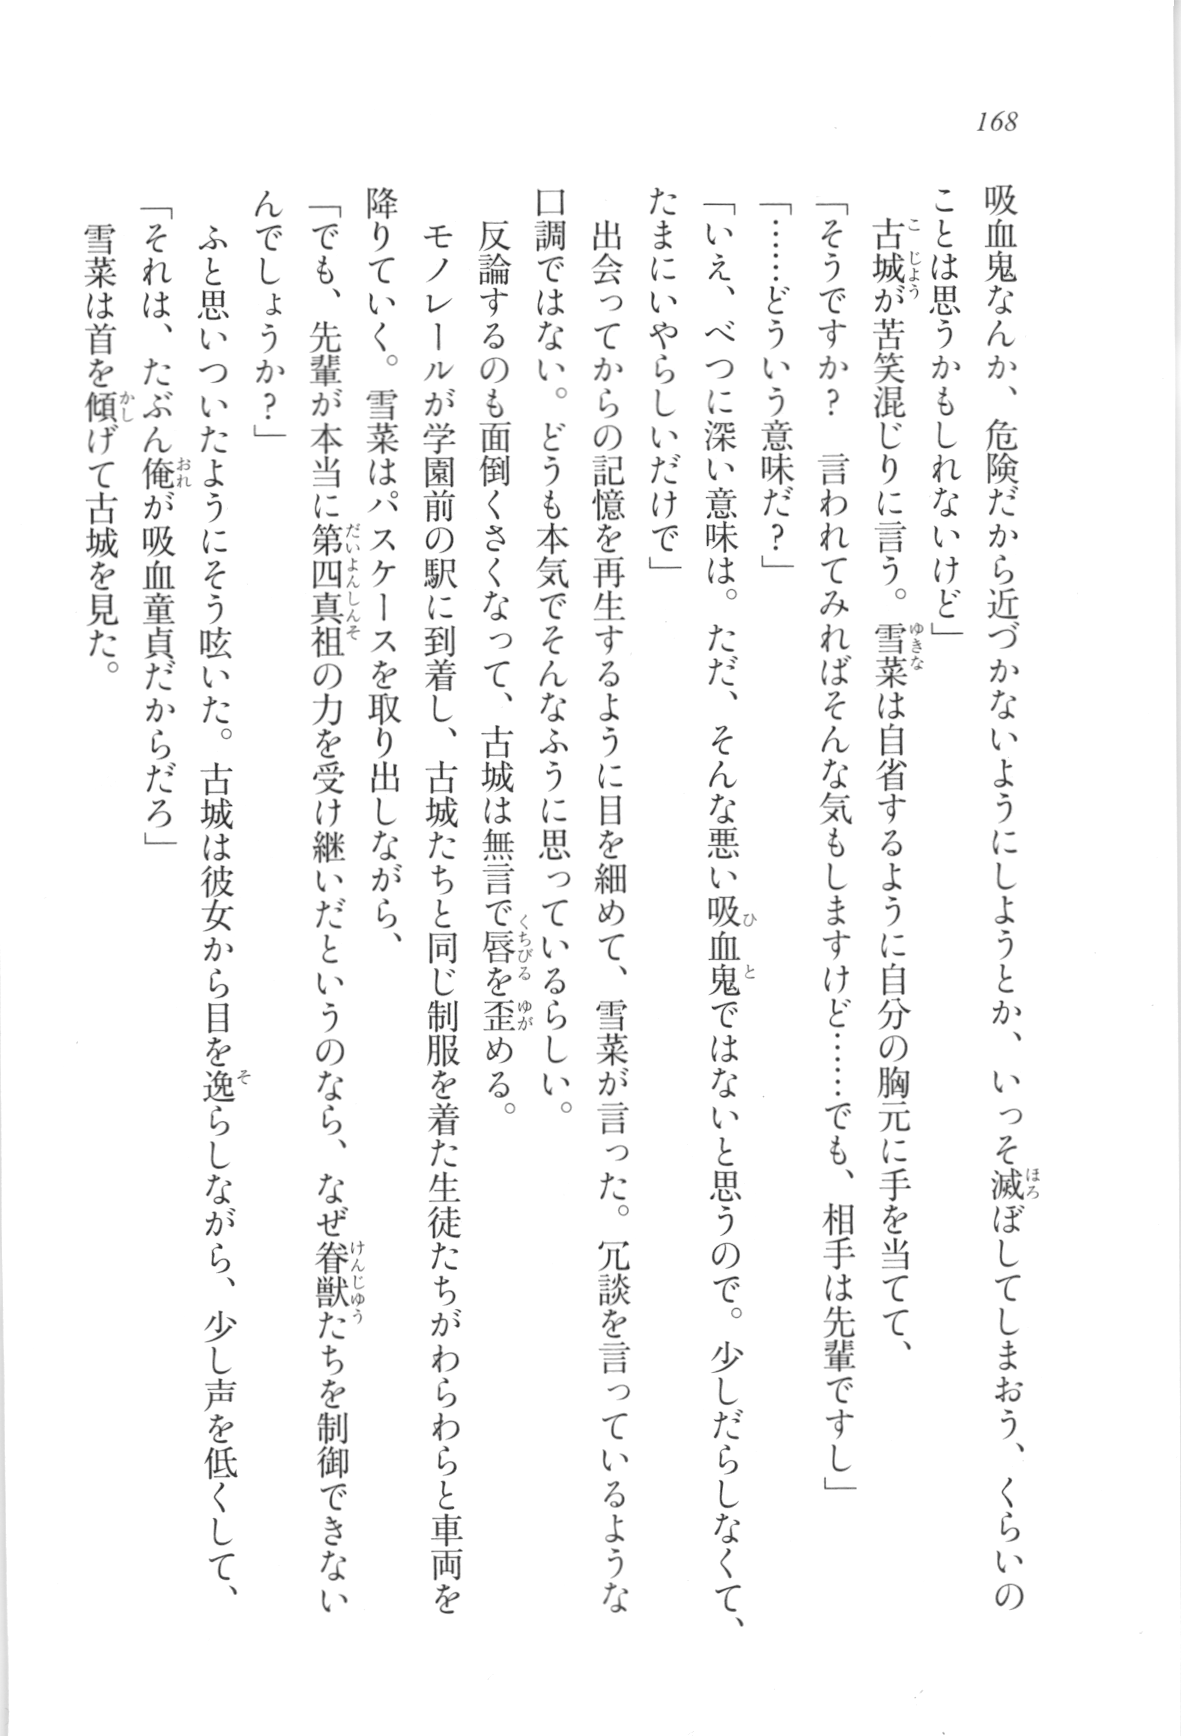 168
吸血鬼なんか、危険だから近づかないようにしようとか、いっそ滅ぼしてしまおう、くらいの
ことは思うかもしれないけど」
　古城が苦笑混じりに言う。雪菜は自省するように自分の胸元に手を当てて、
「そうですか？　言われてみればそんな気もしますけど……でも、相手は先輩ですし」
「……どういう意味だ？」
「いえ、べつに深い意味は。ただ、そんな悪い吸血鬼ではないと思うので。少しだらしなくて、
たまにいやらしいだけで」
　出会ってからの記憶を再生するように目を細めて、雪菜が言った。冗談を言っているような
口調ではない。どうも本気でそんなふうに思っているらしい。
　反論するのも面倒くさくなって、古城は無言で唇を歪める。
　モノレールが学園前の駅に到着し、古城たちと同じ制服を着た生徒たちがわらわらと車両を
降りていく。雪菜はパスケースを取り出しながら、
「でも、先輩が本当に第四真祖の力を受け継いだというのなら、なぜ眷獣たちを制御できない
んでしょうか？」
　ふと思いついたようにそう呟いた。古城は彼女から目を逸らしながら、少し声を低くして、
「それは、たぶん俺が吸血童貞だからだろ」
　雪菜は首を傾げて古城を見た。